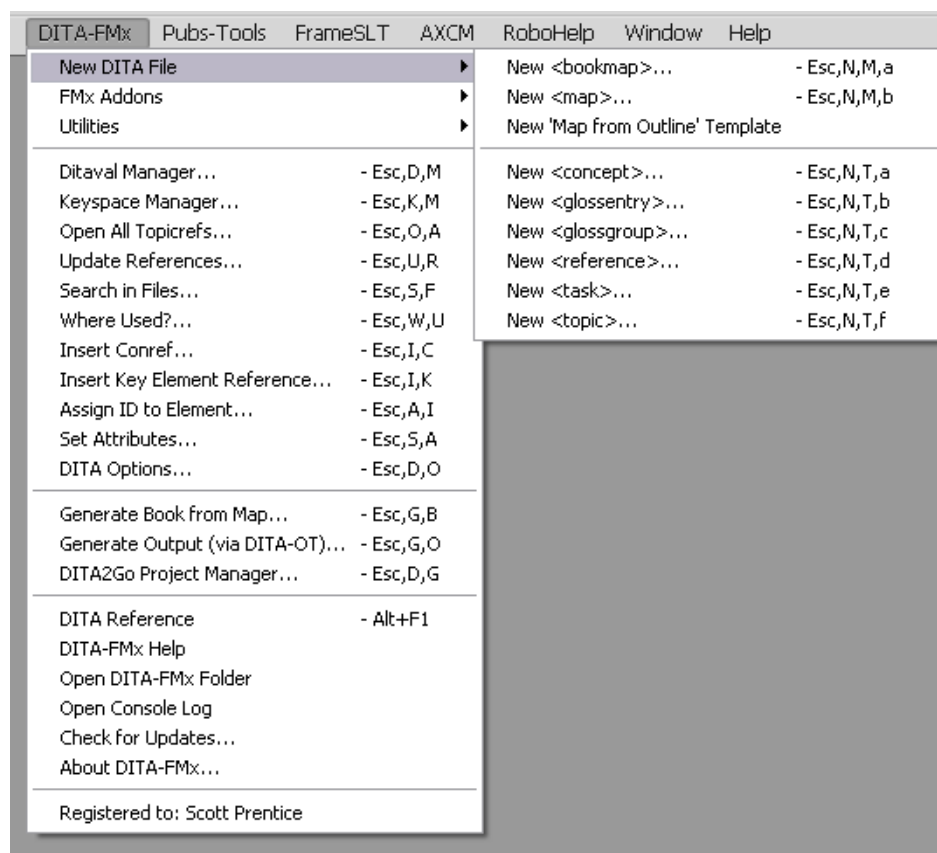 DITA-FMx Pubs-Tools FrameSLT AXCM RoboHelp Window Help
New DITA File
FMx Addons
Utilities
Ditaval Manager... - Esc,D,M
Keyspace Manager... - Esc,K,M
Open All Topicrefs... - Esc,O,A
Update References... - Esc,U,R
Search in Files... - Esc,S,F
Where Used?... - Esc,W,U
Insert Conref... - Esc,I,C
Insert Key Element Reference... - Esc,I,K
Assign ID to Element... - Esc,A,I
Set Attributes... - Esc,S,A
DITA Options... - Esc,D,O
Generate Book from Map... - Esc,G,B
Generate Output (via DITA-OT)... - Esc,G,O
DITA2Go Project Manager... - Esc,D,G
DITA Reference - Alt+F1
DITA-FMx Help
Open DITA-FMx Folder
Open Console Log
Check for Updates...
About DITA-FMx...
Registered to: Scott Prentice
New <bookmap>... - Esc,N,M,a
New <map>... - Esc,N,M,b
New 'Map from Outline' Template
New <concept>... - Esc,N,T,a
New <glossentry>... - Esc,N,T,b
New <glossgroup>... - Esc,N,T,c
New <reference>... - Esc,N,T,d
New <task>... - Esc,N,T,e
New <topic>... - Esc,N,T,f